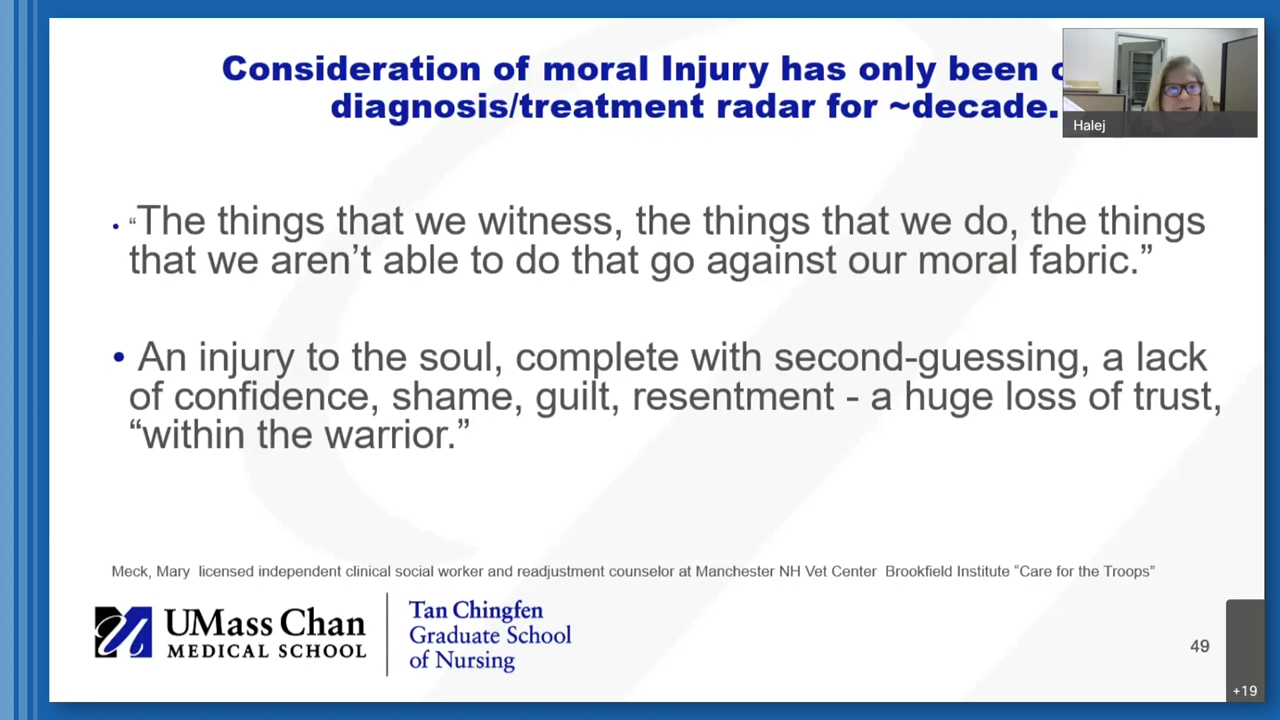 Consideration of moral Injury has only been
diagnosis/treatment radar for ~decade.
Halej
• “The things that we witness, the things that we do, the things
that we aren’t able to do that go against our moral fabric.”
• An injury to the soul, complete with second-guessing, a lack
of confidence, shame, guilt, resentment - a huge loss of trust,
“within the warrior.”
Meck, Mary licensed independent clinical social worker and readjustment counselor at Manchester NH Vet Center Brookfield Institute “Care for the Troops”
UMass Chan
MEDICAL SCHOOL
Tan Chingfen
Graduate School
of Nursing
49
+19